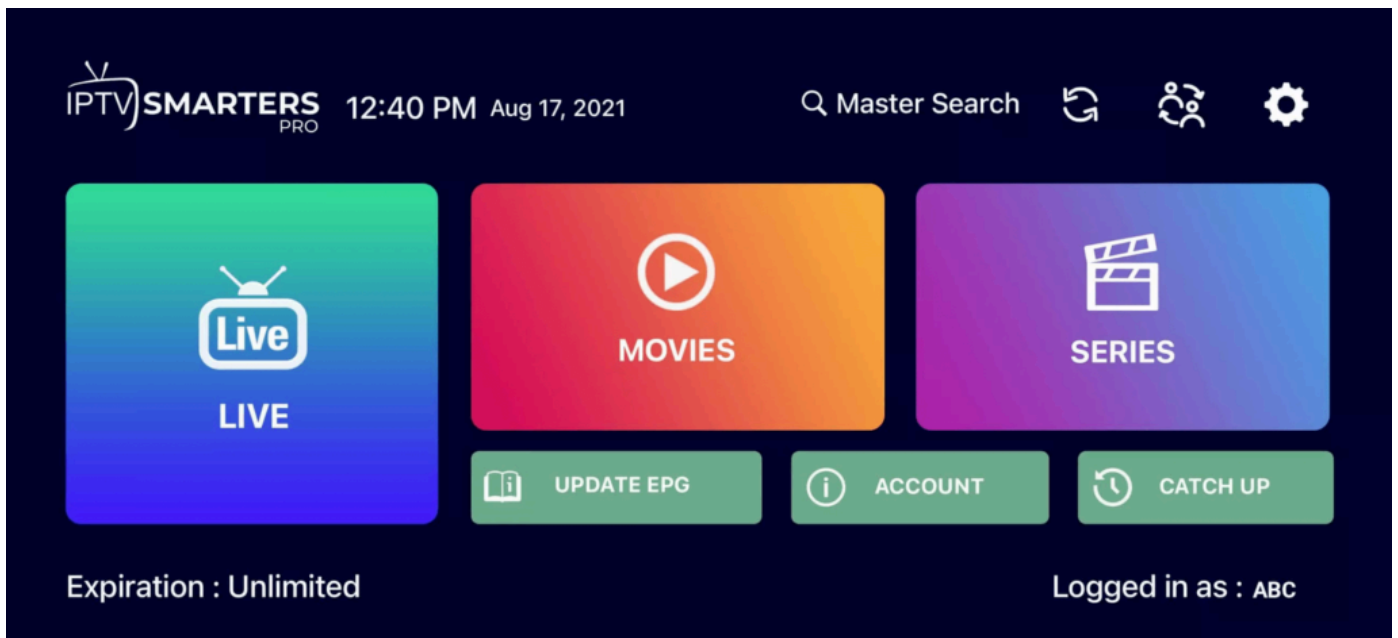 IPTV SMARTERS
PRO
12:40 PM Aug 17, 2021
Master Search
Live
LIVE
MOVIES
SERIES
UPDATE EPG
ACCOUNT
CATCH UP
Expiration : Unlimited
Logged in as : ABC